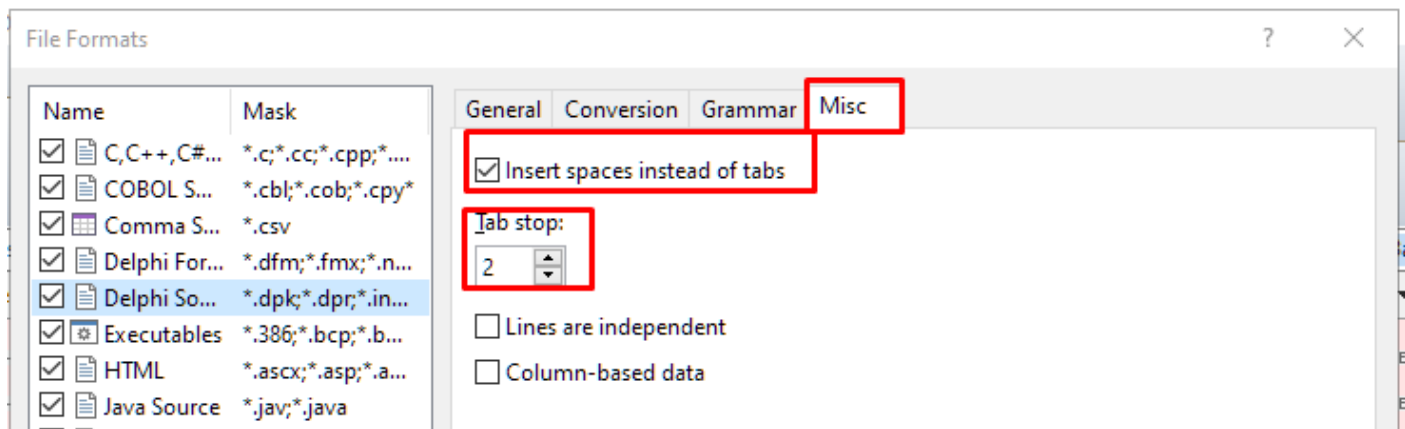 File Formats
?
Name Mask
C,C++,C#... *.c;*.cc;*.cpp;*....
COBOL S... *.cbl;*.cob;*.cpy*
Comma S... *.csv
Delphi For... *.dfm;*.fmx;*.n...
Delphi So... *.dpk;*.dpr;*.in...
Executables *.386;*.bcp;*.b...
HTML *.ascx;*.asp;*.a...
Java Source *.jav;*.java
General Conversion Grammar Misc
Insert spaces instead of tabs
Tab stop:
2
Lines are independent
Column-based data